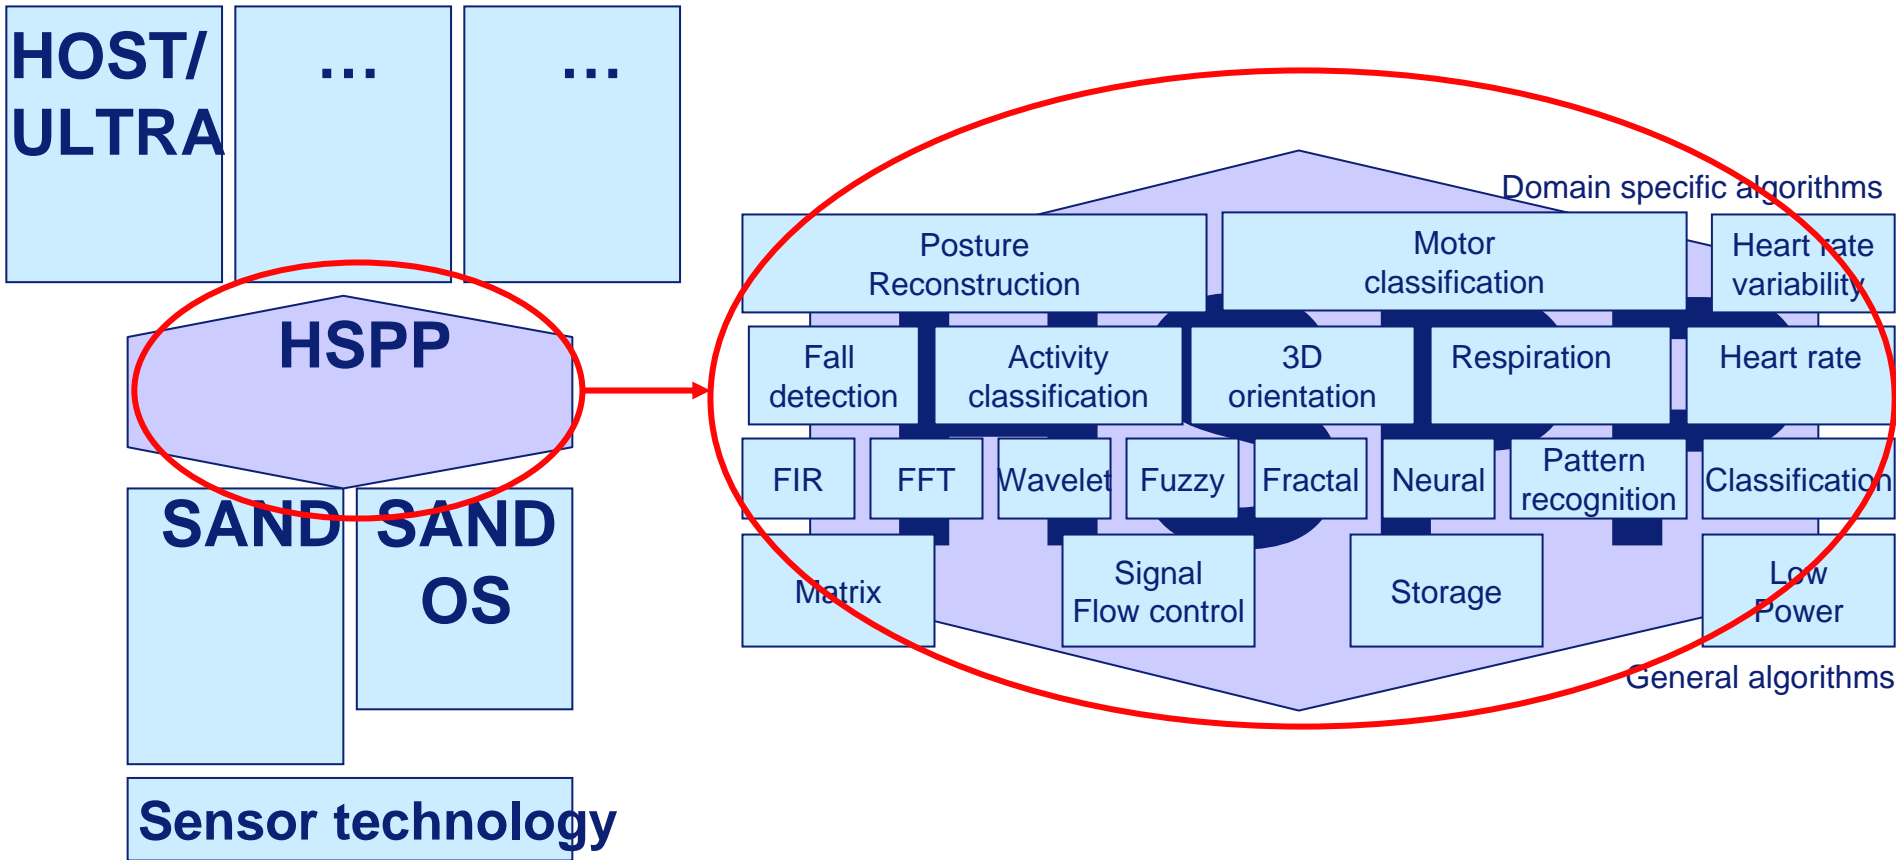 HOST/
ULTRA
…
…
HSPP
SAND
SAND
OS
Sensor technology
Domain specific algorithms
Posture
Reconstruction
Motor
classification
Heart rate
variability
Fall
detection
Activity
classification
3D
orientation
Respiration
Heart rate
FIR
FFT
Wavelet
Fuzzy
Fractal
Neural
Pattern
recognition
Classification
Matrix
Signal
Flow control
Storage
Low
Power
General algorithms